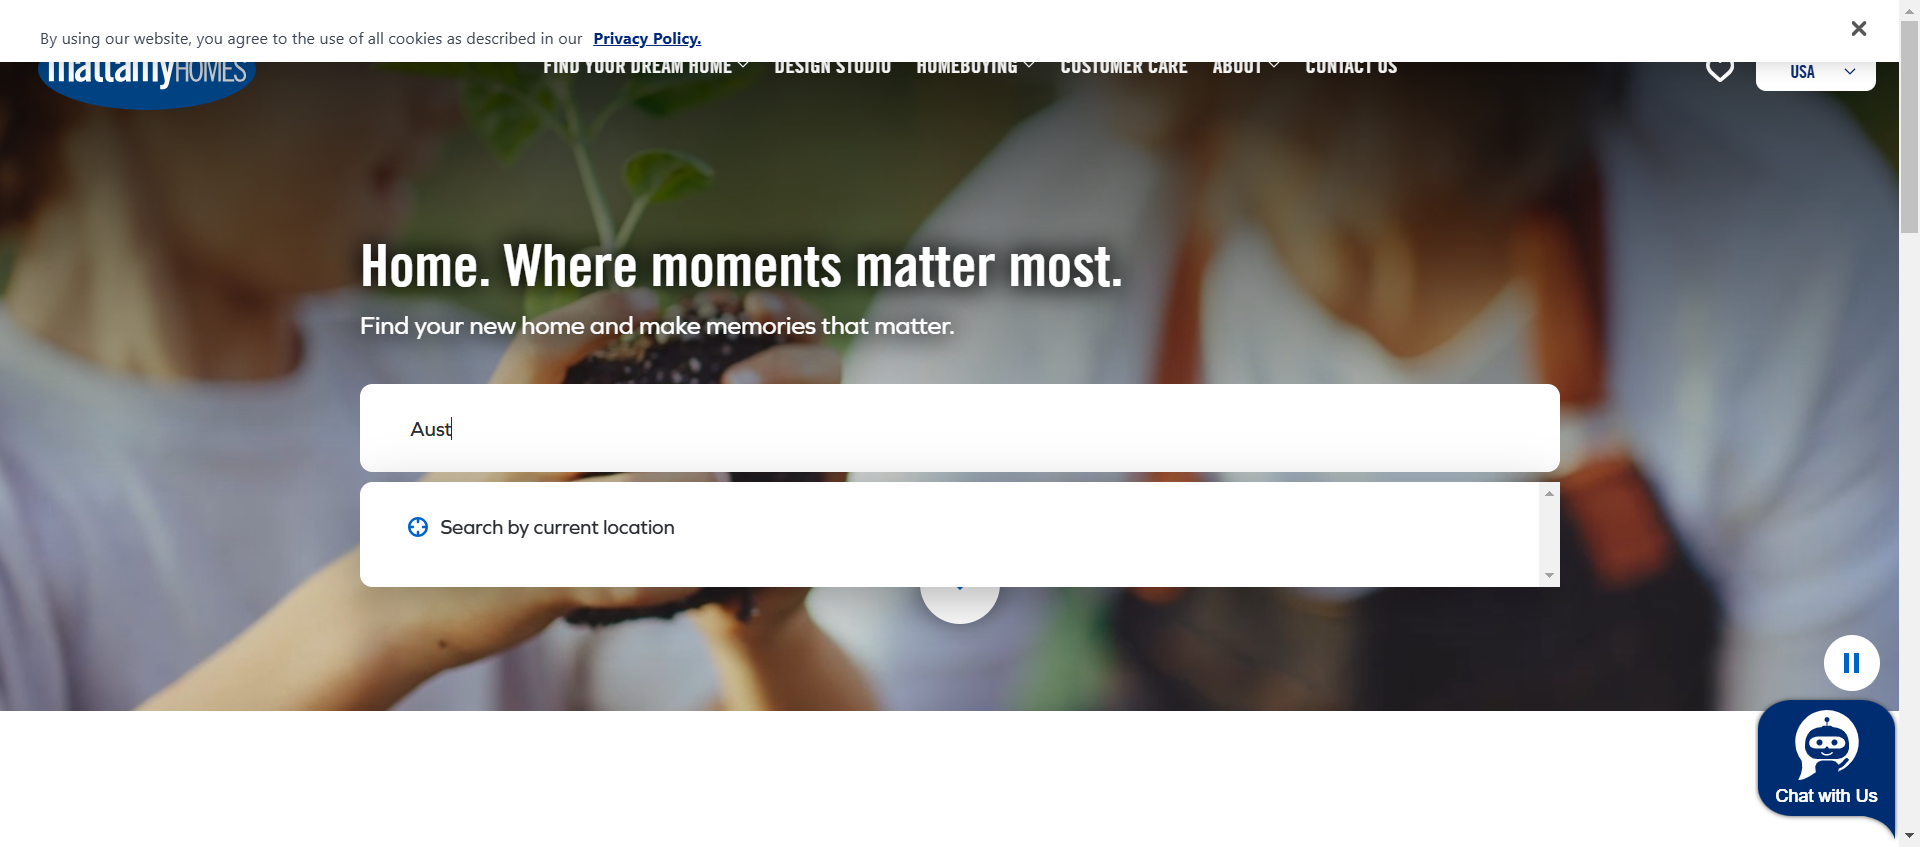 By using our website, you agree to the use of all cookies as described in our Privacy Policy.
mattamyHOMES
FIND YOUR DREAM HOME
DESIGN STUDIO
HOMEBUYING
CUSTOMER CARE
ABOUT
CONTACT US
USA
Home. Where moments matter most.
Find your new home and make memories that matter.
Aust
Search by current location
Chat with Us